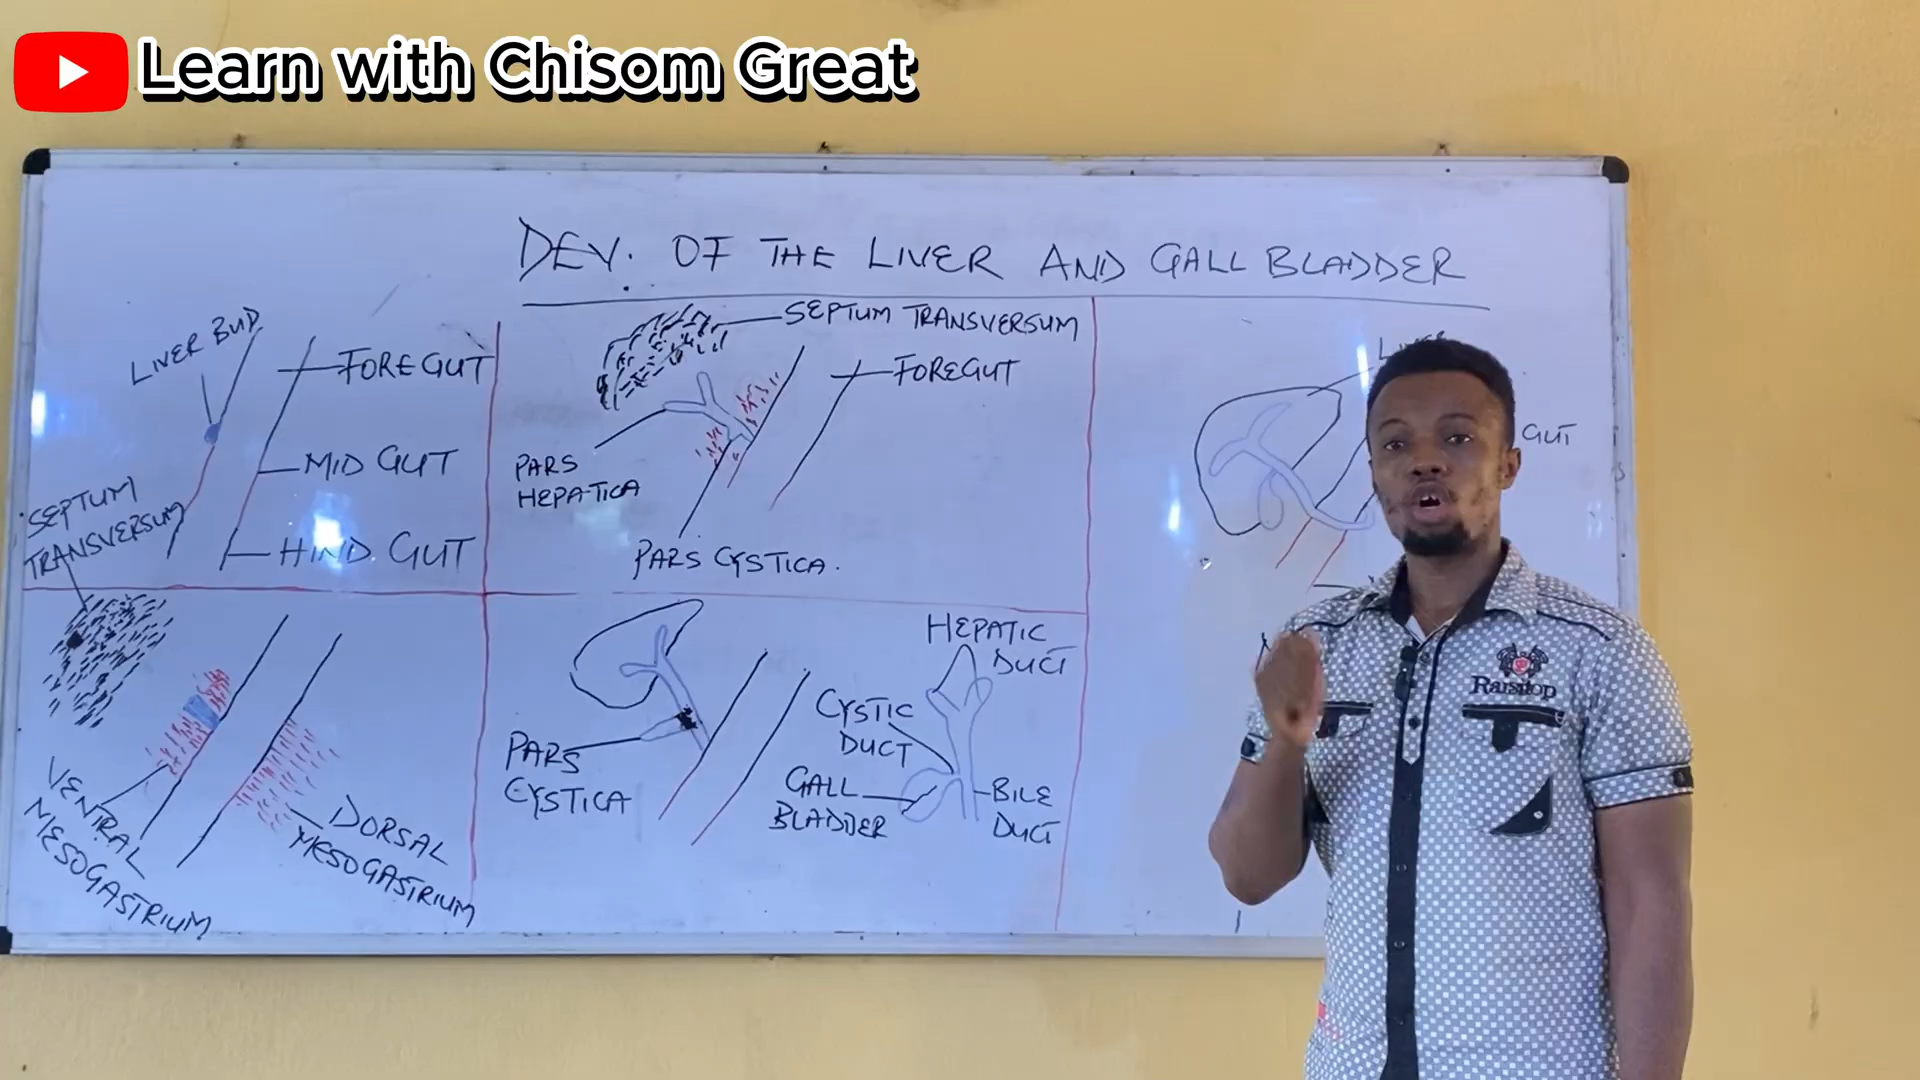 Learn with Chisom Great
DEV. OF THE LIVER AND GALL BLADDER
LIVER BUD
FOREGUT
MID GUT
HIND GUT
SEPTUM
TRANSVERSUM
VENTRAL
MESOGASTRIUM
DORSAL
MESOGASTRIUM
SEPTUM TRANSVERSUM
FOREGUT
PARS
HEPATICA
PARS CYSTICA.
PARS
CYSTICA
HEPATIC
DUCT
CYSTIC
DUCT
GALL
BLADDER
BILE
DUCT
GUT
Raisitop